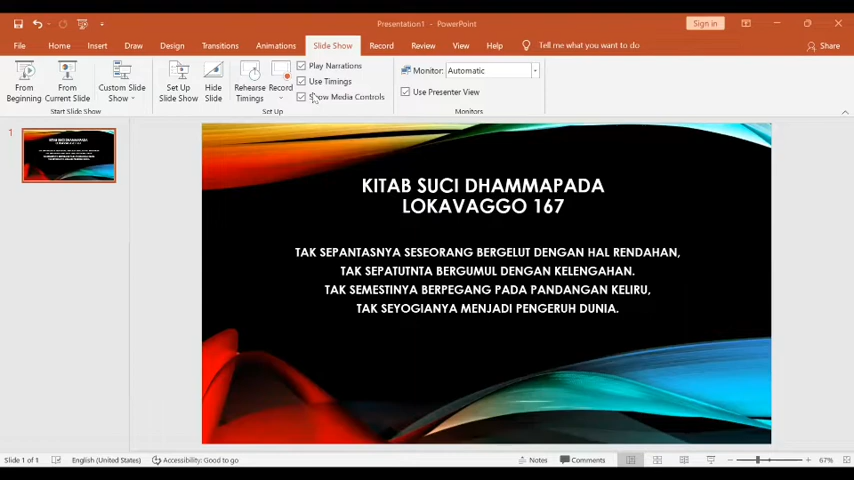 Presentation1 - PowerPoint
Sign in
File Home Insert Draw Design Transitions Animations Slide Show Record Review View Help Tell me what you want to do
Share
From Beginning
From Current Slide
Custom Slide Show
Set Up Slide Show
Hide Slide
Rehearse Timings
Record
Play Narrations
Use Timings
Show Media Controls
Monitor: Automatic
Use Presenter View
Start Slide Show
Set Up
Monitors
1
KITAB SUCI DHAMMAPADA
LOKAVAGGO 167
TAK SEPANTASNYA SESEORANG BERGELUT DENGAN HAL RENDAHAN,
TAK SEPATUTNTA BERGUMUL DENGAN KELENGAHAN.
TAK SEMESTINYA BERPEGANG PADA PANDANGAN KELIRU,
TAK SEYOGIANYA MENJADI PENGERUH DUNIA.
Slide 1 of 1 English (United States) Accessibility: Good to go Notes Comments 67%